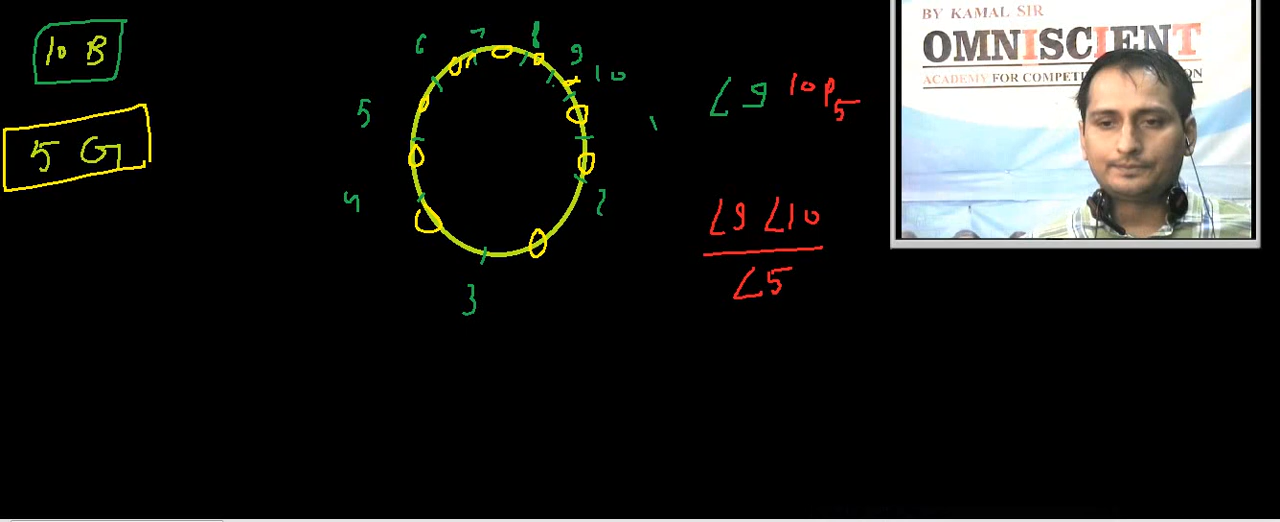 10 B
5 G
6
7
8
9
10
5
1
4
2
3
∠9 10P5
∠9 ∠10
∠5
BY KAMAL SIR
OMNISCIENT
ACADEMY FOR COMPETI
ON